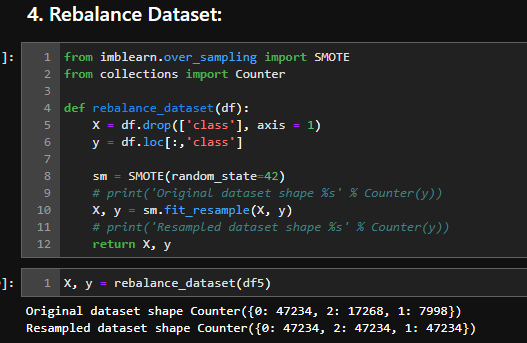 4. Rebalance Dataset:
]:
1 from imblearn.over_sampling import SMOTE
2 from collections import Counter
3
4 def rebalance_dataset(df):
5     X = df.drop(['class'], axis = 1)
6     y = df.loc[:,'class']
7
8     sm = SMOTE(random_state=42)
9     # print('Original dataset shape %s' % Counter(y))
10     X, y = sm.fit_resample(X, y)
11     # print('Resampled dataset shape %s' % Counter(y))
12     return X, y
]:
1 X, y = rebalance_dataset(df5)
Original dataset shape Counter({0: 47234, 2: 17268, 1: 7998})
Resampled dataset shape Counter({0: 47234, 2: 47234, 1: 47234})